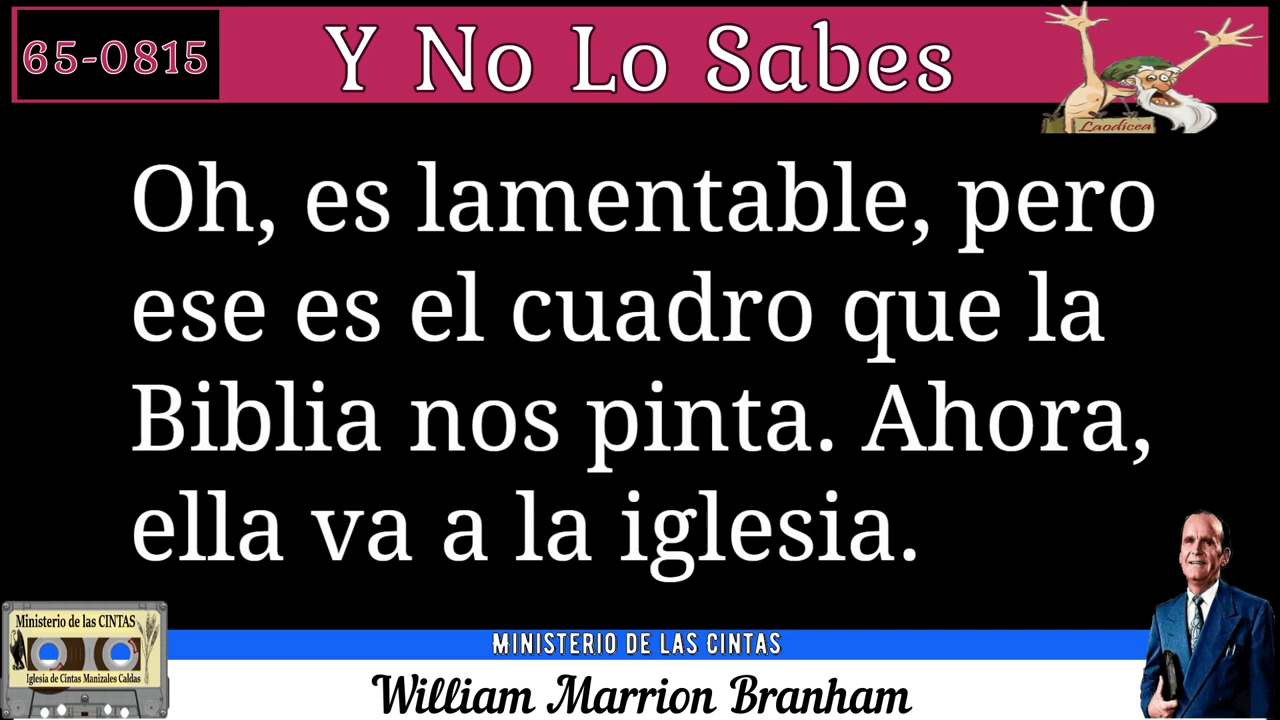 65-0815
Y No Lo Sabes
Laodicea
Oh, es lamentable, pero
ese es el cuadro que la
Biblia nos pinta. Ahora,
ella va a la iglesia.
Ministerio de las CINTAS
Iglesia de Cintas Manizales Caldas
MINISTERIO DE LAS CINTAS
William Marrion Branham